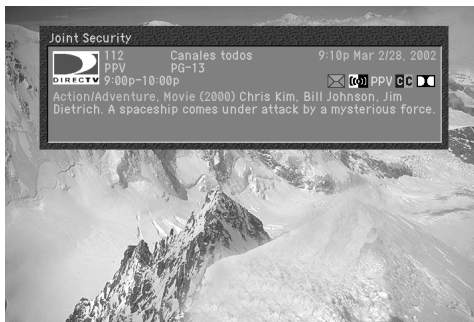 Joint Security
112 Canales todos 9:10p Mar 2/28, 2002
PPV PG-13
DIRECTV 9:00p-10:00p PPV CC
Action/Adventure, Movie (2000) Chris Kim, Bill Johnson, Jim
Dietrich. A spaceship comes under attack by a mysterious force.